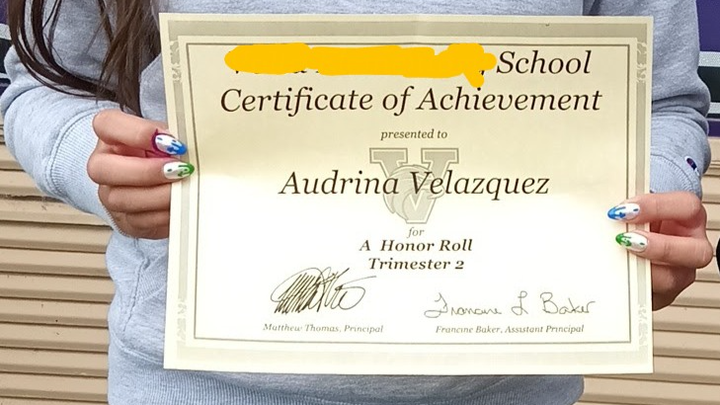 School
Certificate of Achievement
presented to
V
Audrina Velazquez
for
A Honor Roll
Trimester 2
Francine L Baker
Matthew Thomas, Principal
Francine Baker, Assistant Principal